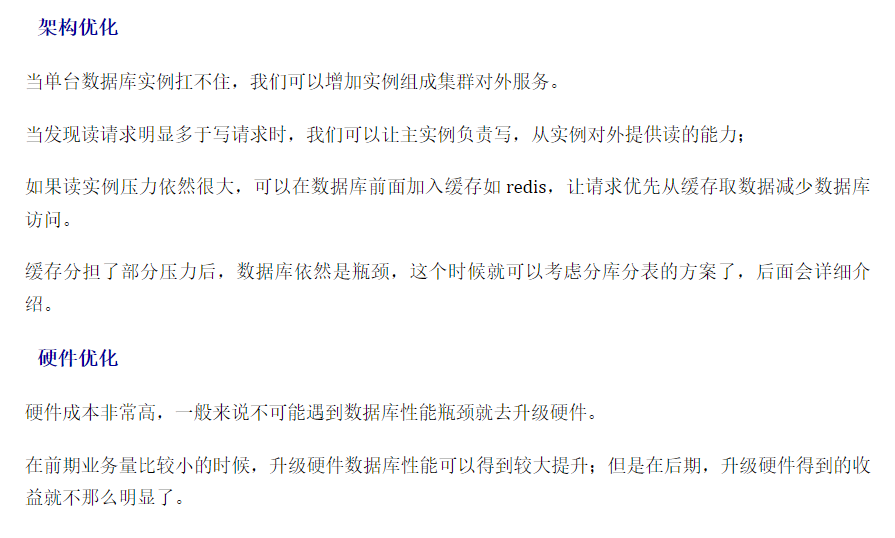 架构优化
当单台数据库实例扛不住，我们可以增加实例组成集群对外服务。
当发现读请求明显多于写请求时，我们可以让主实例负责写，从实例对外提供读的能力；
如果读实例压力依然很大，可以在数据库前面加入缓存如 redis，让请求优先从缓存取数据减少数据库
访问。
缓存分担了部分压力后，数据库依然是瓶颈，这个时候就可以考虑分库分表的方案了，后面会详细介
绍。
硬件优化
硬件成本非常高，一般来说不可能遇到数据库性能瓶颈就去升级硬件。
在前期业务量比较小的时候，升级硬件数据库性能可以得到较大提升；但是在后期，升级硬件得到的收
益就不那么明显了。